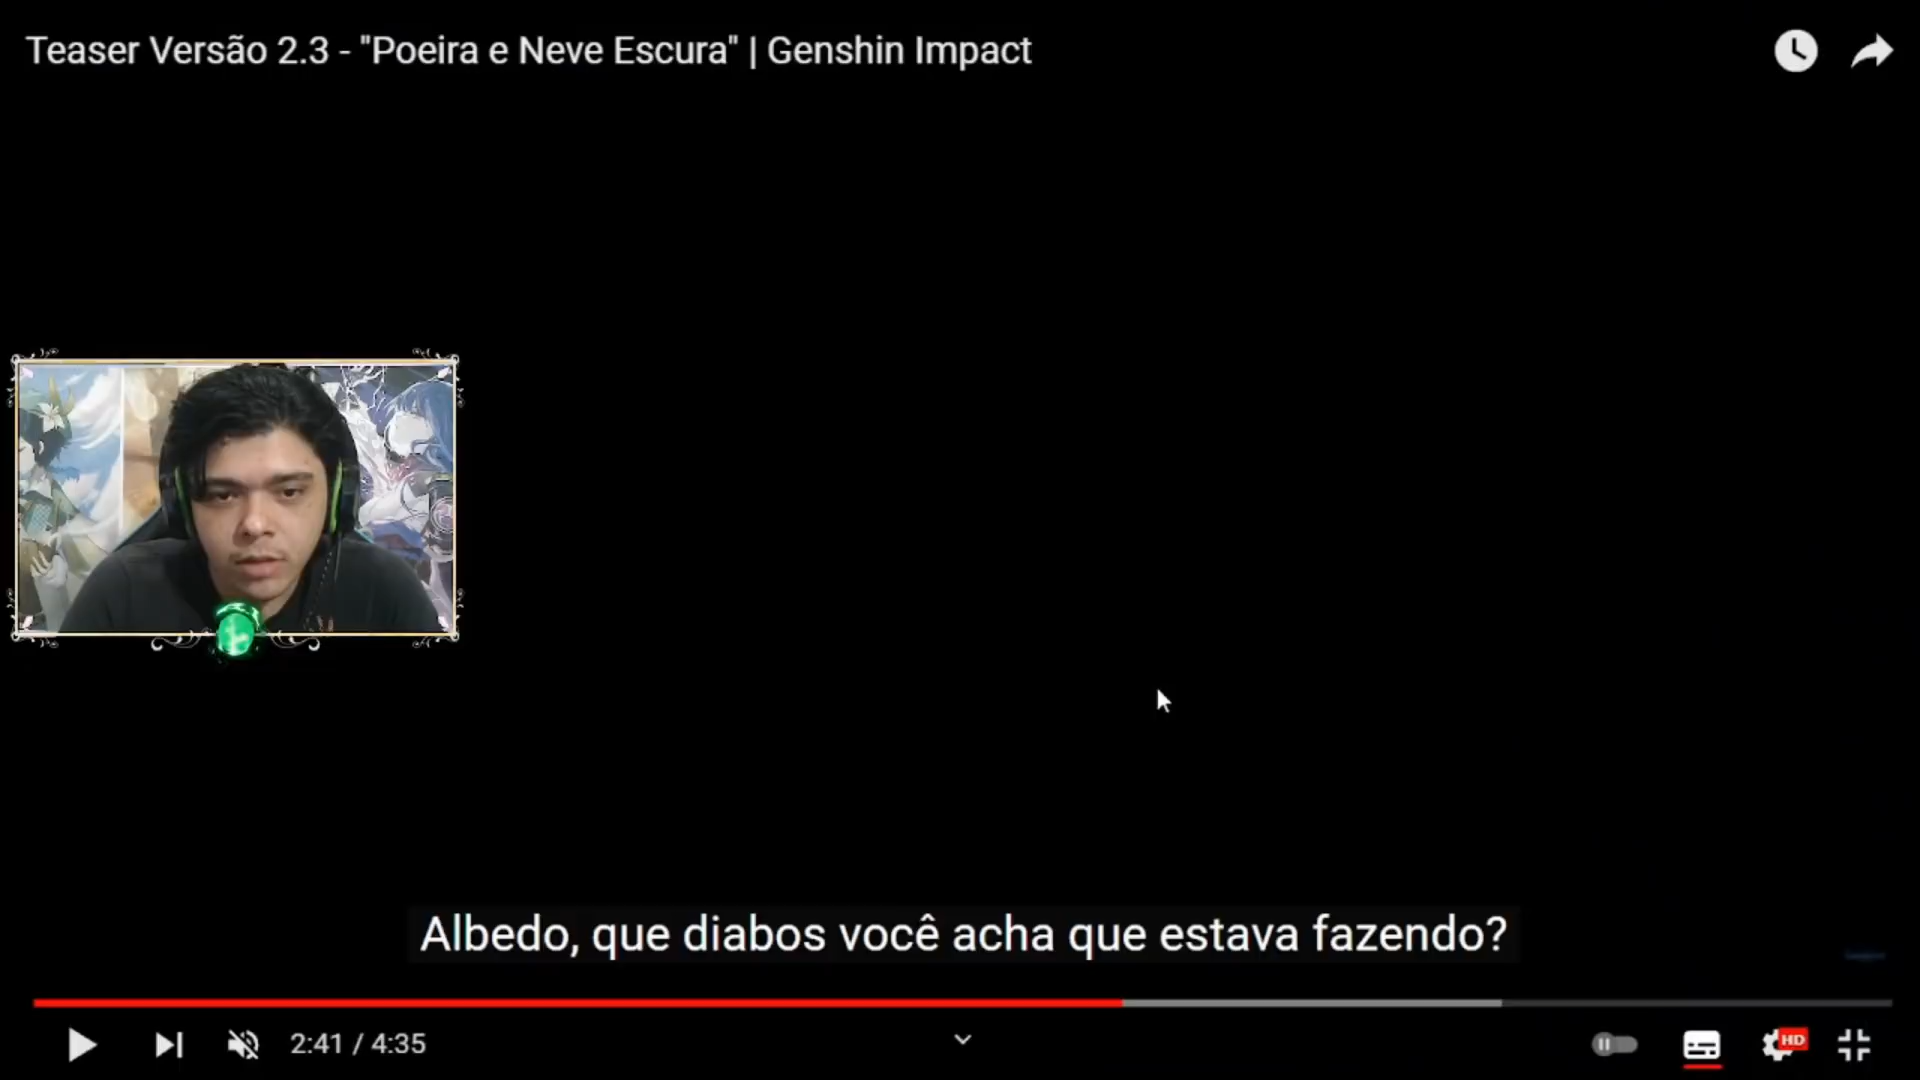 Teaser Versão 2.3 - "Poeira e Neve Escura" | Genshin Impact
Albedo, que diabos você acha que estava fazendo?
2:41 / 4:35
HD